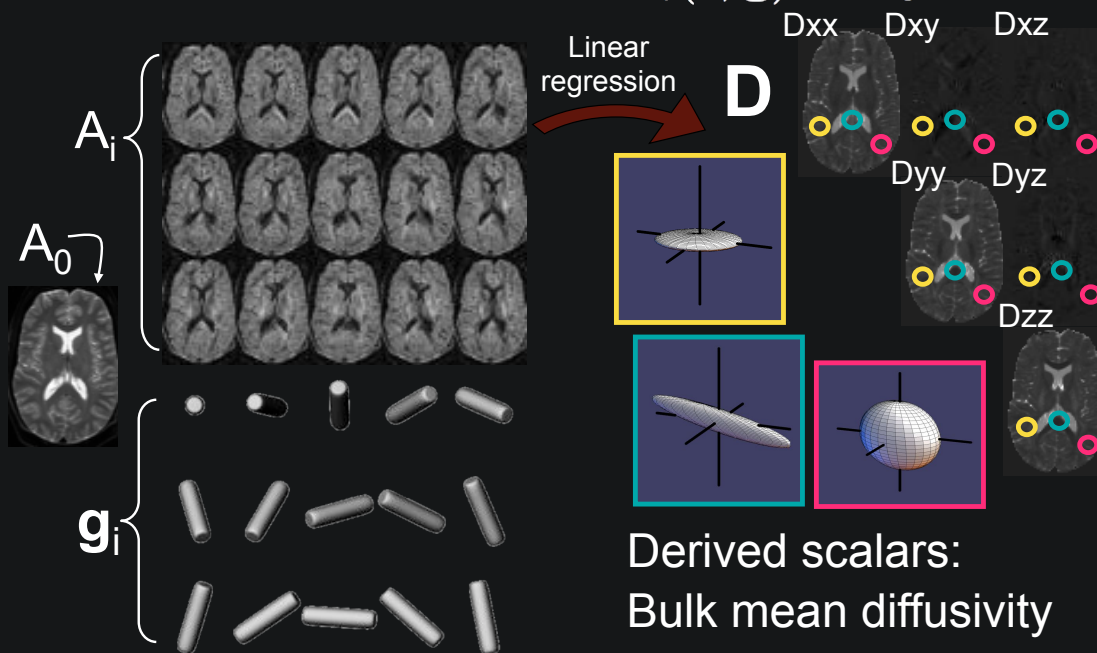 Linear
regression
D
Dxx Dxy Dxz
Dyy Dyz
Dzz
Aᵢ
A₀
gᵢ
Derived scalars:
Bulk mean diffusivity